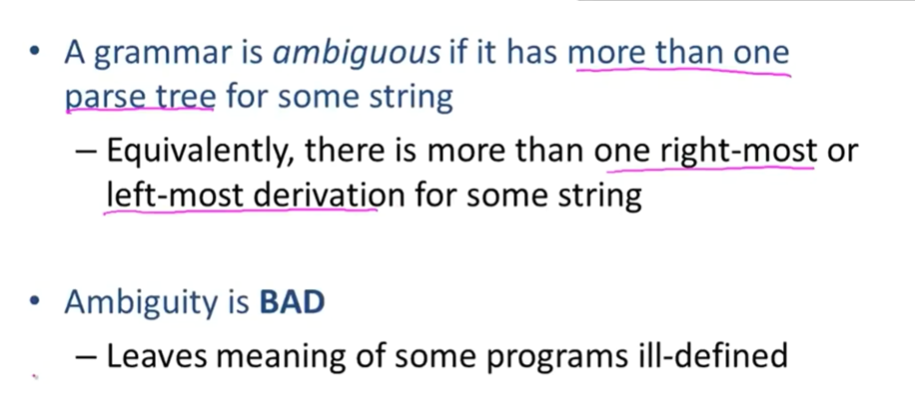 • A grammar is ambiguous if it has more than one
parse tree for some string
– Equivalently, there is more than one right-most or
left-most derivation for some string
• Ambiguity is BAD
– Leaves meaning of some programs ill-defined